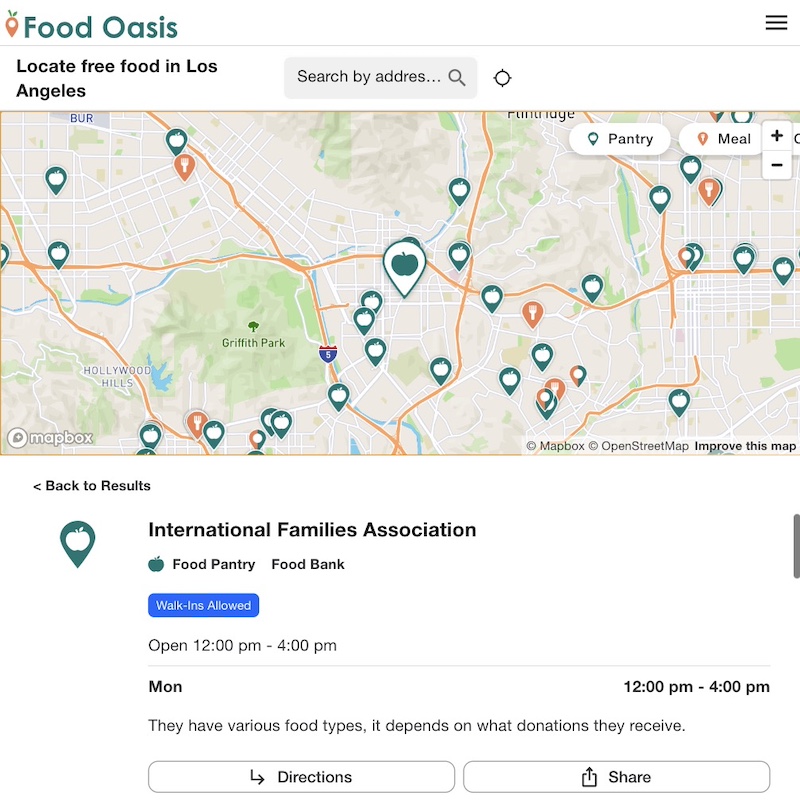 Food Oasis
Locate free food in Los
Angeles
Search by addres...
BUR
Flintridge
Pantry
Meal
+
−
Griffith Park
5
HOLLYWOOD
HILLS
mapbox
© Mapbox © OpenStreetMap Improve this map
< Back to Results
International Families Association
Food Pantry Food Bank
Walk-Ins Allowed
Open 12:00 pm - 4:00 pm
Mon 12:00 pm - 4:00 pm
They have various food types, it depends on what donations they receive.
Directions
Share